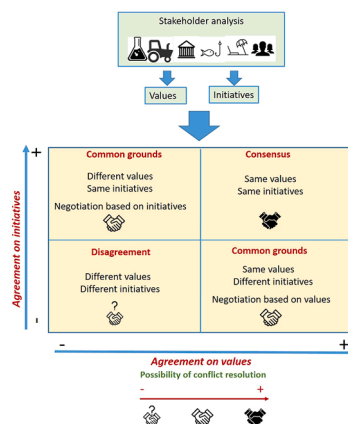 Stakeholder analysis
Values
Initiatives
+
Agreement on initiatives
-
Common grounds
Different values
Same initiatives
Negotiation based on initiatives
Consensus
Same values
Same initiatives
Disagreement
Different values
Different initiatives
?
Common grounds
Same values
Different initiatives
Negotiation based on values
-
+
Agreement on values
Possibility of conflict resolution
-
+
?